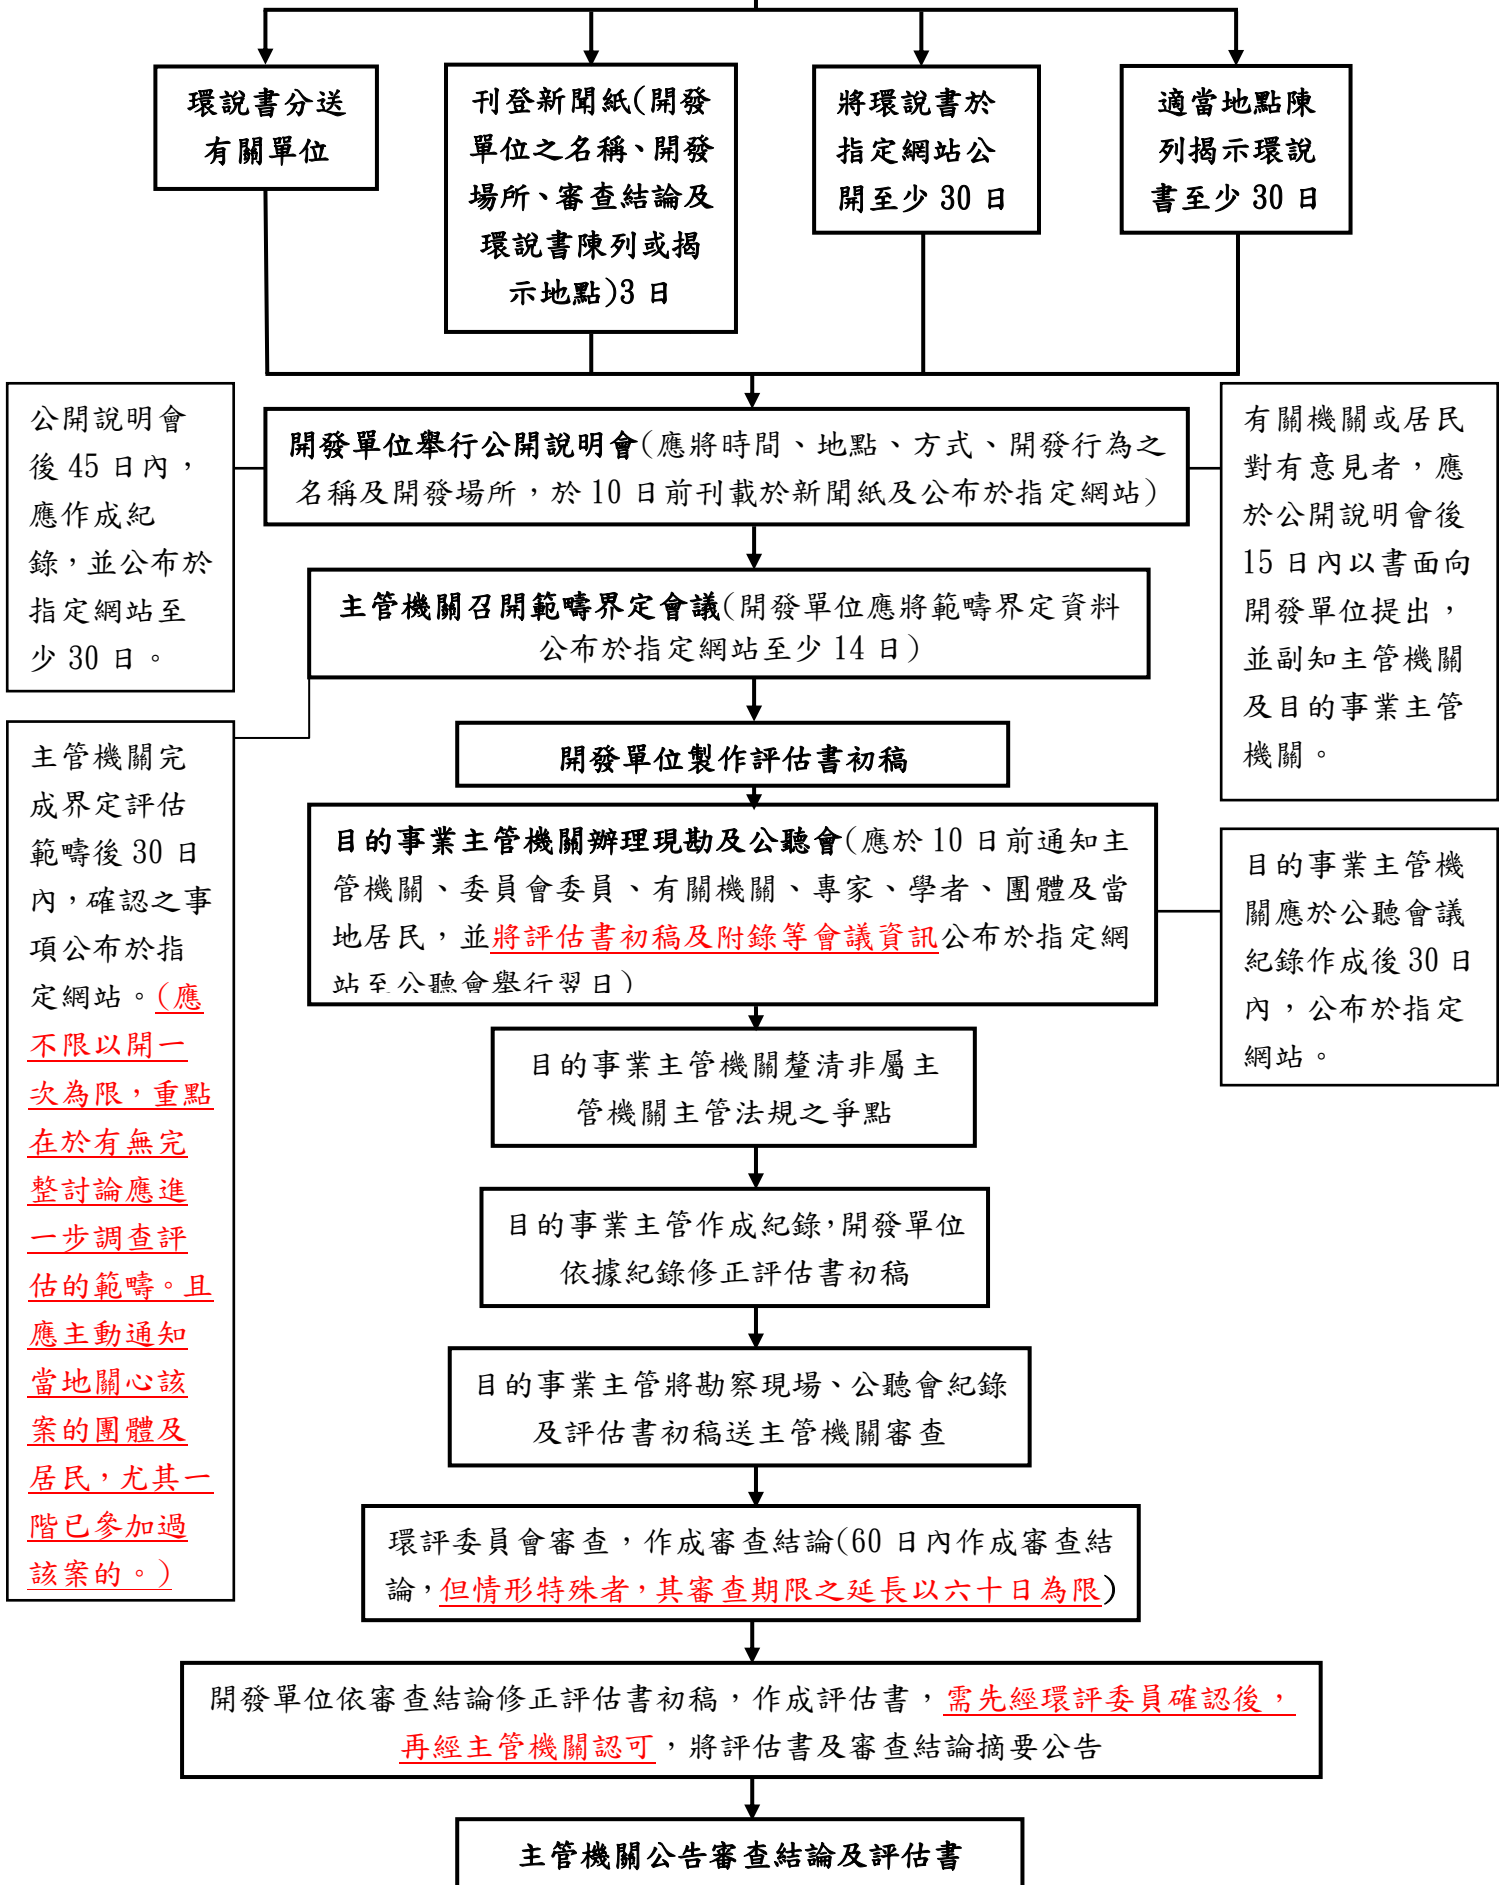 環說書分送
有關單位
刊登新聞紙(開發
單位之名稱、開發
場所、審查結論及
環說書陳列或揭
示地點)3 日
將環說書於
指定網站公
開至少 30 日
適當地點陳
列揭示環說
書至少 30 日
公開說明會
後 45 日內，
應作成紀
錄，並公布於
指定網站至
少 30 日。
開發單位舉行公開說明會(應將時間、地點、方式、開發行為之
名稱及開發場所，於 10 日前刊載於新聞紙及公布於指定網站)
有關機關或居民
對有意見者，應
於公開說明會後
15 日內以書面向
開發單位提出，
並副知主管機關
及目的事業主管
機關。
主管機關召開範疇界定會議(開發單位應將範疇界定資料
公布於指定網站至少 14 日)
主管機關完
成界定評估
範疇後 30 日
內，確認之事
項公布於指
定網站。(應
不限以開一
次為限，重點
在於有無完
整討論應進
一步調查評
估的範疇。且
應主動通知
當地關心該
案的團體及
居民，尤其一
階已參加過
該案的。)
開發單位製作評估書初稿
目的事業主管機關辦理現勘及公聽會(應於 10 日前通知主
管機關、委員會委員、有關機關、專家、學者、團體及當
地居民，並將評估書初稿及附錄等會議資訊公布於指定網
站至公聽會舉行翌日)
目的事業主管機
關應於公聽會議
紀錄作成後 30 日
內，公布於指定
網站。
目的事業主管機關釐清非屬主
管機關主管法規之爭點
目的事業主管作成紀錄，開發單位
依據紀錄修正評估書初稿
目的事業主管將勘察現場、公聽會紀錄
及評估書初稿送主管機關審查
環評委員會審查，作成審查結論(60 日內作成審查結
論，但情形特殊者，其審查期限之延長以六十日為限)
開發單位依審查結論修正評估書初稿，作成評估書，需先經環評委員確認後，
再經主管機關認可，將評估書及審查結論摘要公告
主管機關公告審查結論及評估書